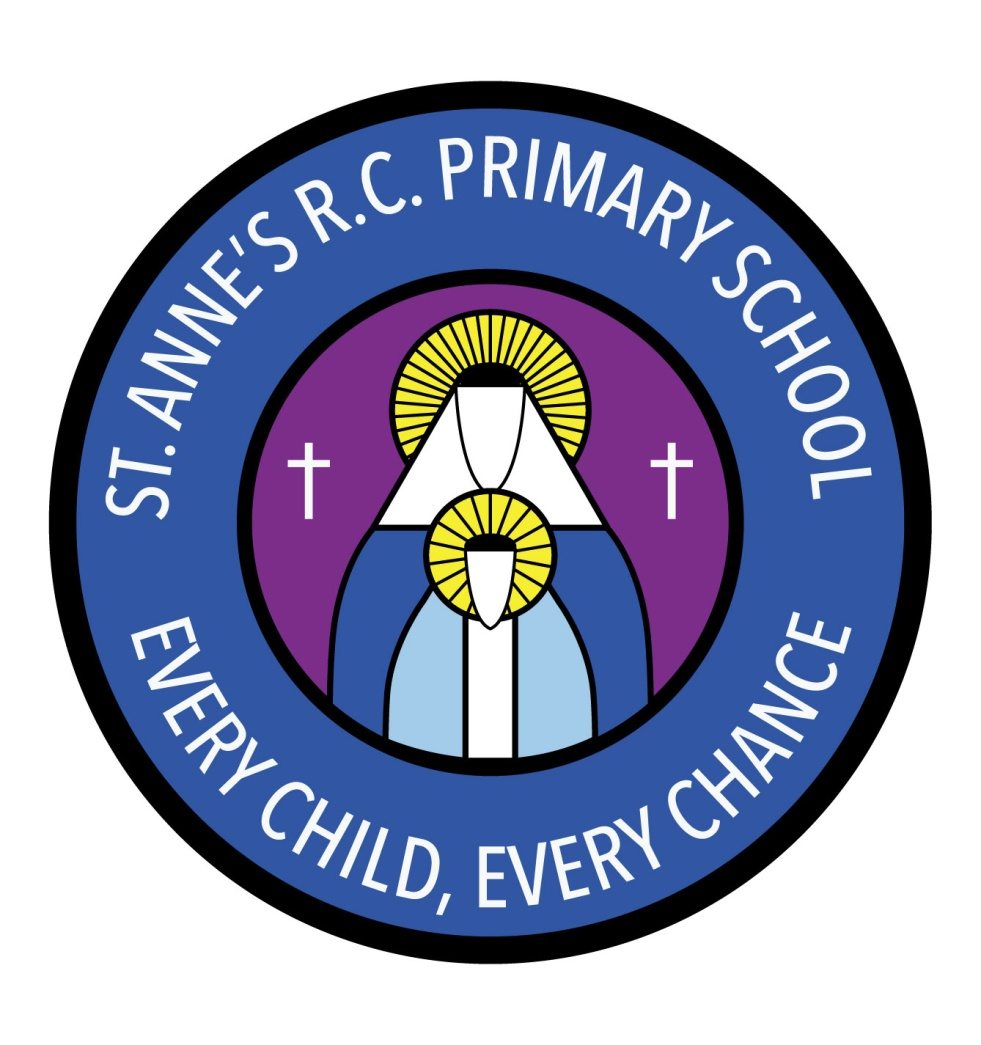 ST. ANNE'S R.C. PRIMARY SCHOOL
EVERY CHILD, EVERY CHANCE